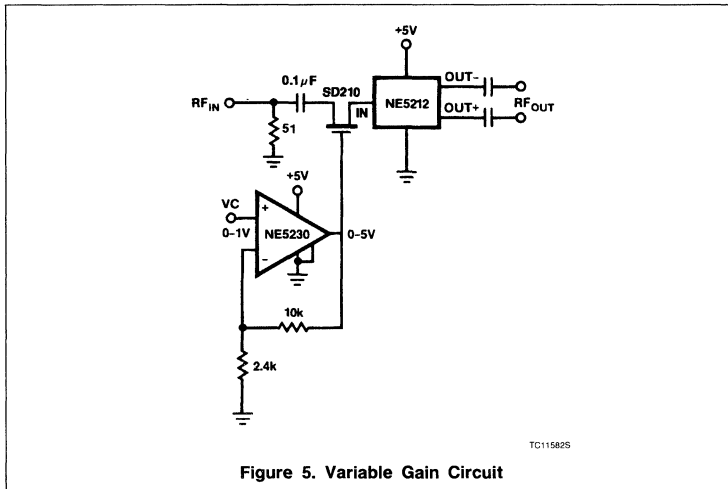 +5V
OUT–
0.1µF
SD210
RF_IN
IN
NE5212
RF_OUT
OUT+
51
+5V
VC
+
NE5230
0–1V
0–5V
–
10k
2.4k
TC11582S
Figure 5. Variable Gain Circuit